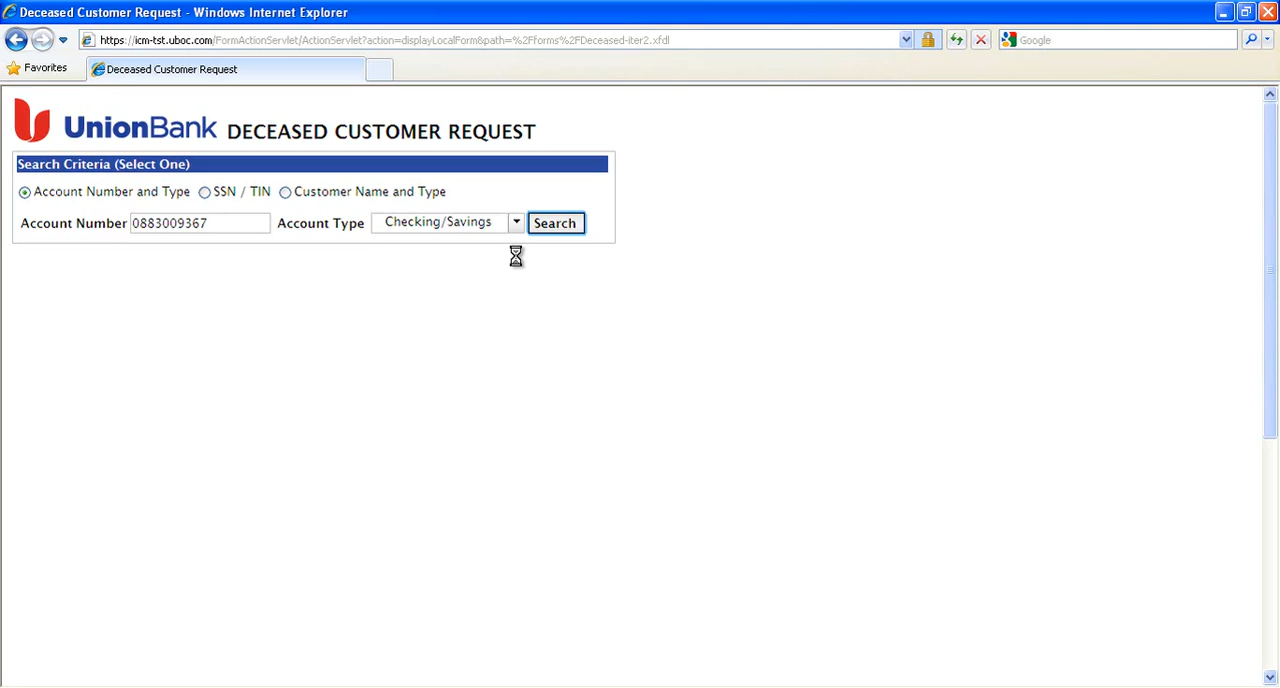 Deceased Customer Request - Windows Internet Explorer
https://icm-tst.uboc.com/FormActionServlet/ActionServlet?action=displayLocalForm&path=%2Fforms%2FDeceased-iter2.xfdl
Google
Favorites
Deceased Customer Request
UnionBank DECEASED CUSTOMER REQUEST
Search Criteria (Select One)
Account Number and Type SSN / TIN Customer Name and Type
Account Number 0883009367 Account Type Checking/Savings Search